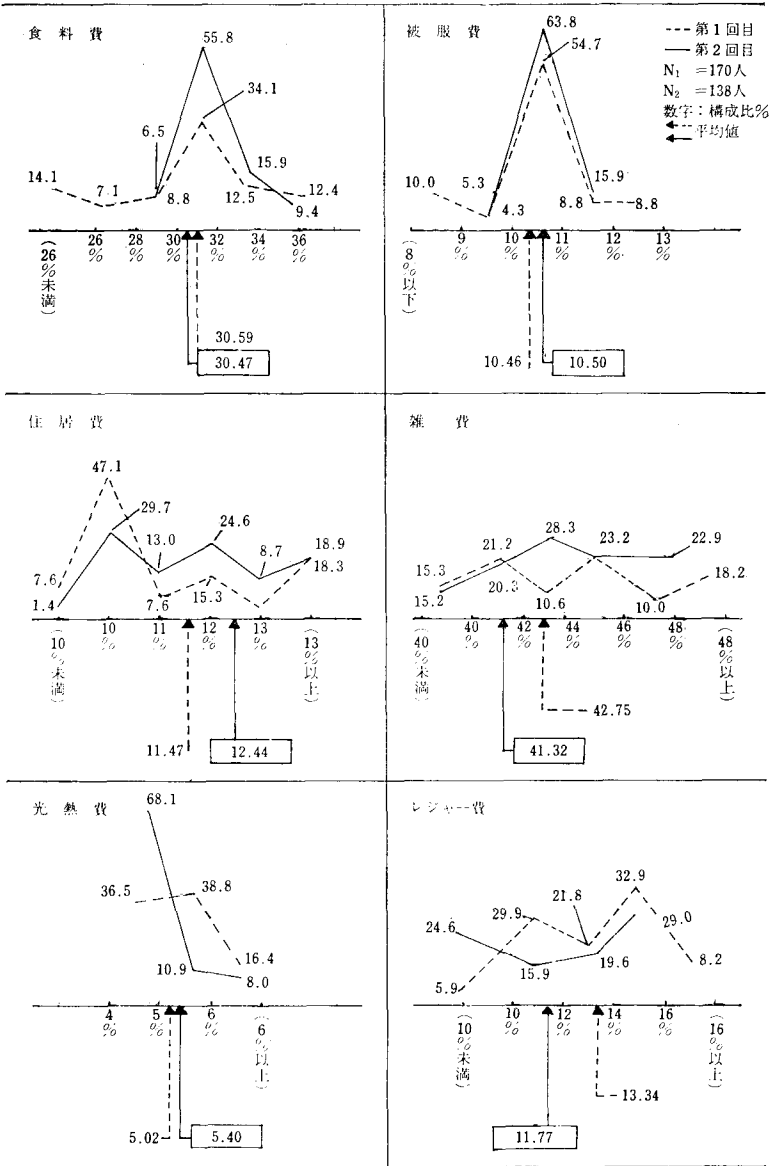 食料費
55.8
34.1
6.5
15.9
14.1
7.1
8.8
12.5
12.4
9.4
26% 28% 30% 32% 34% 36%
(26%未満)
30.59
30.47
被服費
63.8
54.7
10.0
5.3
4.3
15.9
8.8
8.8
9% 10% 11% 12% 13%
(8%以下)
10.46
10.50
---- 第1回目
—— 第2回目
N₁ =170人
N₂ =138人
数字:構成比%
平均値
住居費
47.1
29.7
13.0
24.6
8.7
18.9
18.3
7.6
1.4
7.6
15.3
(10%未満)
10% 11% 12% 13%
(13%以上)
11.47
12.44
雑費
28.3
21.2
23.2
22.9
15.3
15.2
20.3
10.6
10.0
18.2
(40%未満)
40% 42% 44% 46% 48%
(48%以上)
42.75
41.32
光熱費
68.1
36.5
38.8
16.4
10.9
8.0
4% 5% 6%
(6%以上)
5.02
5.40
レジャー費
32.9
29.9
21.8
29.0
24.6
15.9
19.6
8.2
5.9
(10%未満)
10% 12% 14% 16%
(16%以上)
13.34
11.77